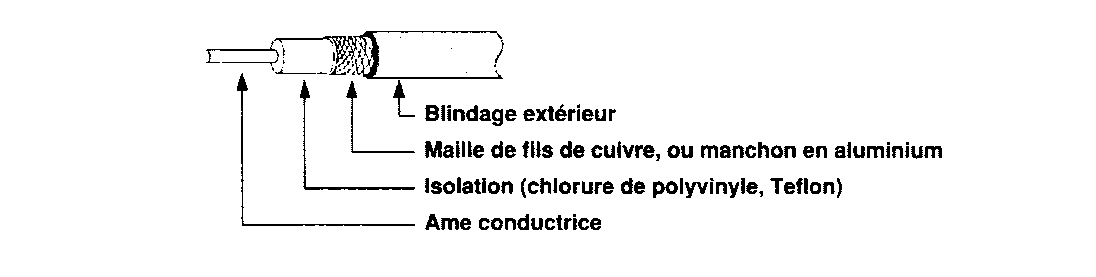 Blindage extérieur
Maille de fils de cuivre, ou manchon en aluminium
Isolation (chlorure de polyvinyle, Teflon)
Ame conductrice